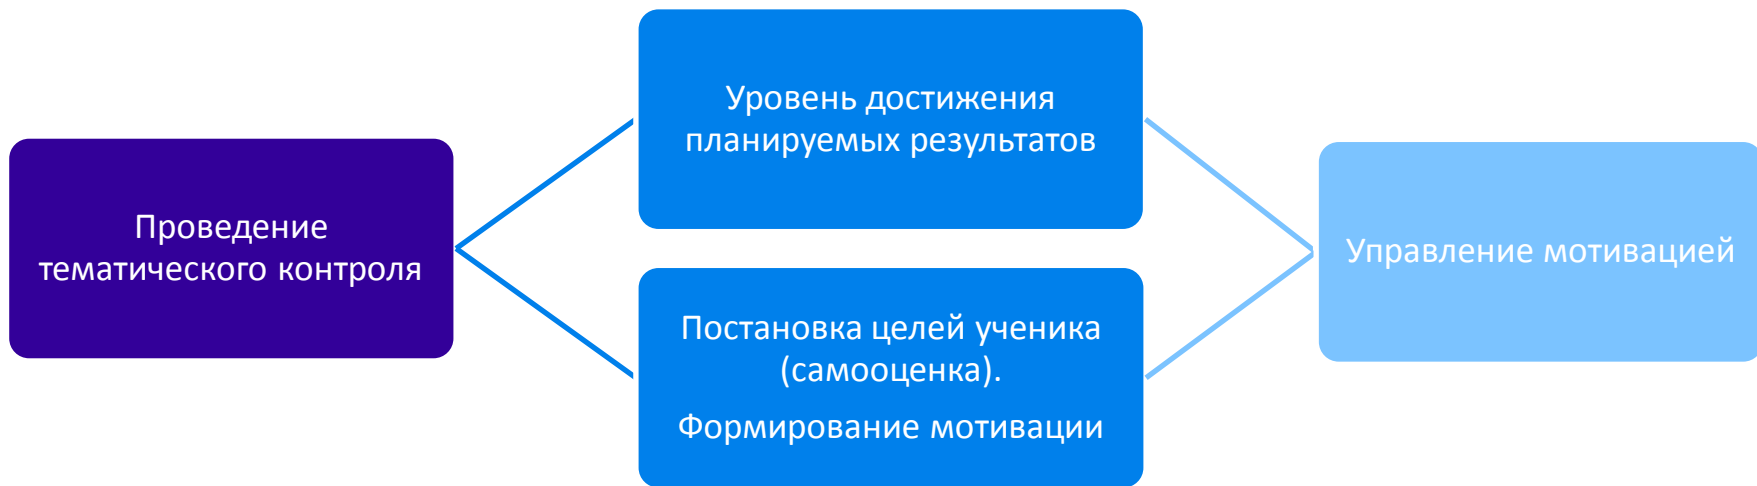 Проведение
тематического контроля
Уровень достижения
планируемых результатов
Постановка целей ученика
(самооценка).
Формирование мотивации
Управление мотивацией